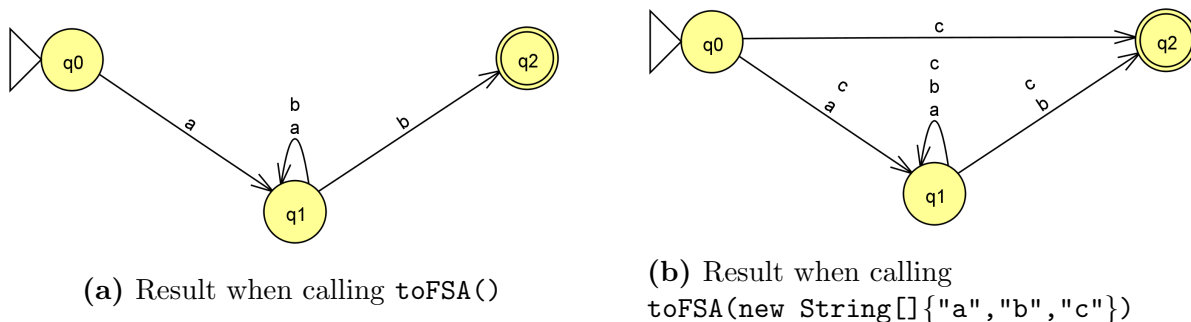 q0
q2
a
b
a
b
q1
(a) Result when calling toFSA()
q0
c
q2
c
a
c
b
a
c
b
q1
(b) Result when calling
toFSA(new String[]{"a","b","c"})